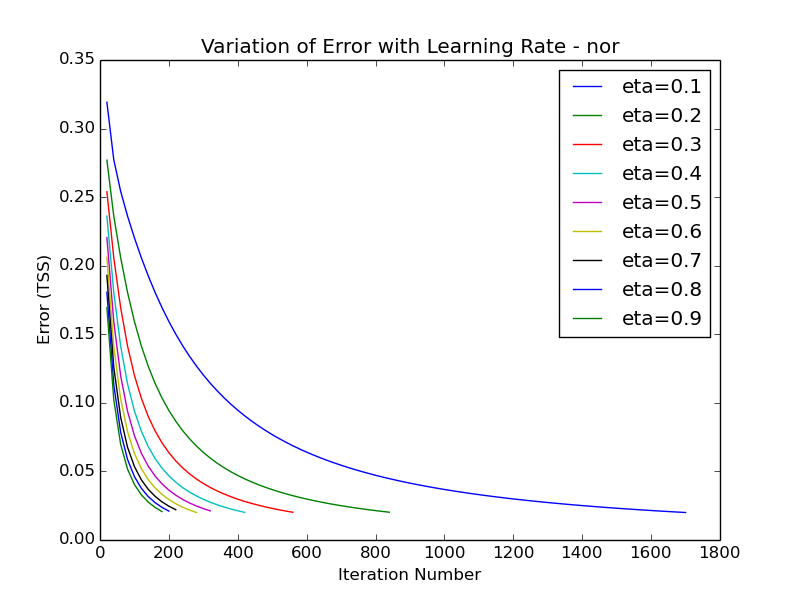 Variation of Error with Learning Rate - nor
0.35
0.30
0.25
0.20
0.15
0.10
0.05
0.00
Error (TSS)
eta=0.1
eta=0.2
eta=0.3
eta=0.4
eta=0.5
eta=0.6
eta=0.7
eta=0.8
eta=0.9
0 200 400 600 800 1000 1200 1400 1600 1800
Iteration Number